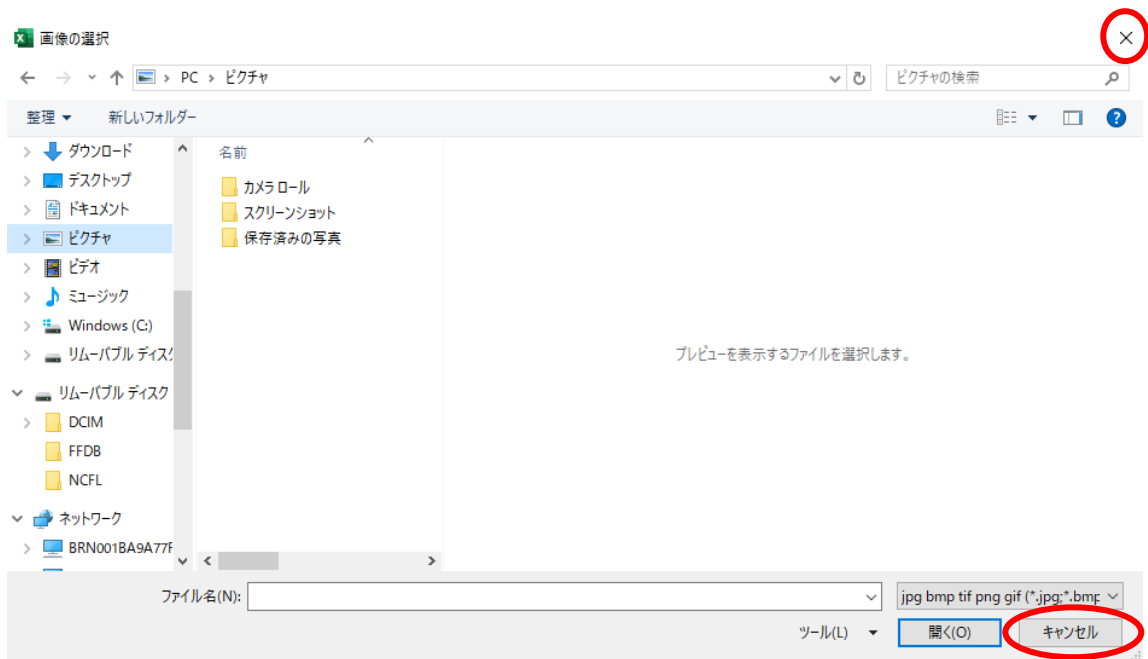 画像の選択
PC › ピクチャ
ピクチャの検索
整理
新しいフォルダー
ダウンロード
デスクトップ
ドキュメント
ピクチャ
ビデオ
ミュージック
Windows (C:)
リムーバブル ディスク
リムーバブル ディスク
DCIM
FFDB
NCFL
ネットワーク
BRN001BA9A77F
名前
カメラ ロール
スクリーンショット
保存済みの写真
プレビューを表示するファイルを選択します。
ファイル名(N):
jpg bmp tif png gif (*.jpg;*.bmp
ツール(L)
開く(O)
キャンセル